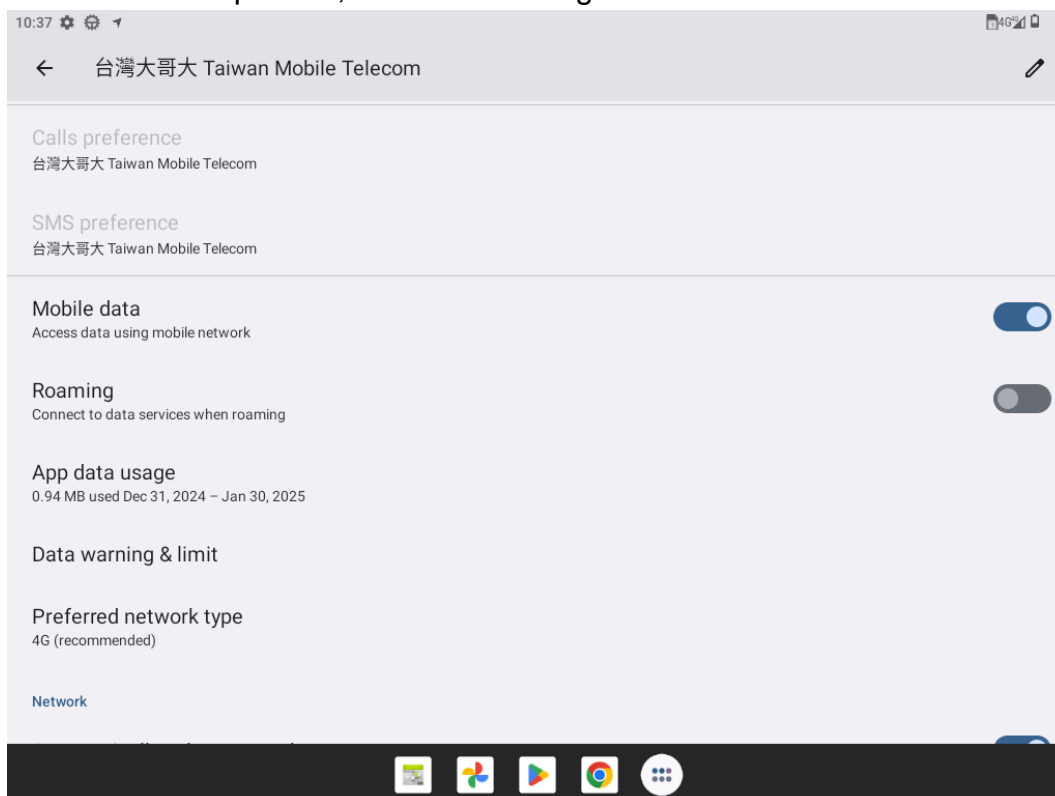 10:37
4G
台灣大哥大 Taiwan Mobile Telecom
Calls preference
台灣大哥大 Taiwan Mobile Telecom
SMS preference
台灣大哥大 Taiwan Mobile Telecom
Mobile data
Access data using mobile network
Roaming
Connect to data services when roaming
App data usage
0.94 MB used Dec 31, 2024 – Jan 30, 2025
Data warning & limit
Preferred network type
4G (recommended)
Network